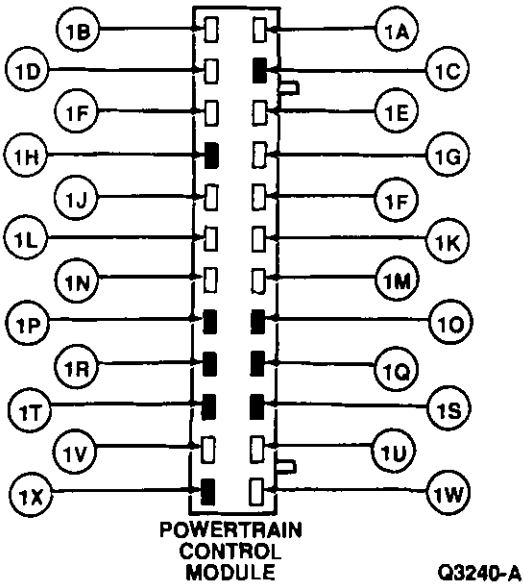 1B 1A
1D 1C
1F 1E
1H 1G
1J 1F
1L 1K
1N 1M
1P 1O
1R 1Q
1T 1S
1V 1U
1X 1W
POWERTRAIN
CONTROL
MODULE
Q3240-A